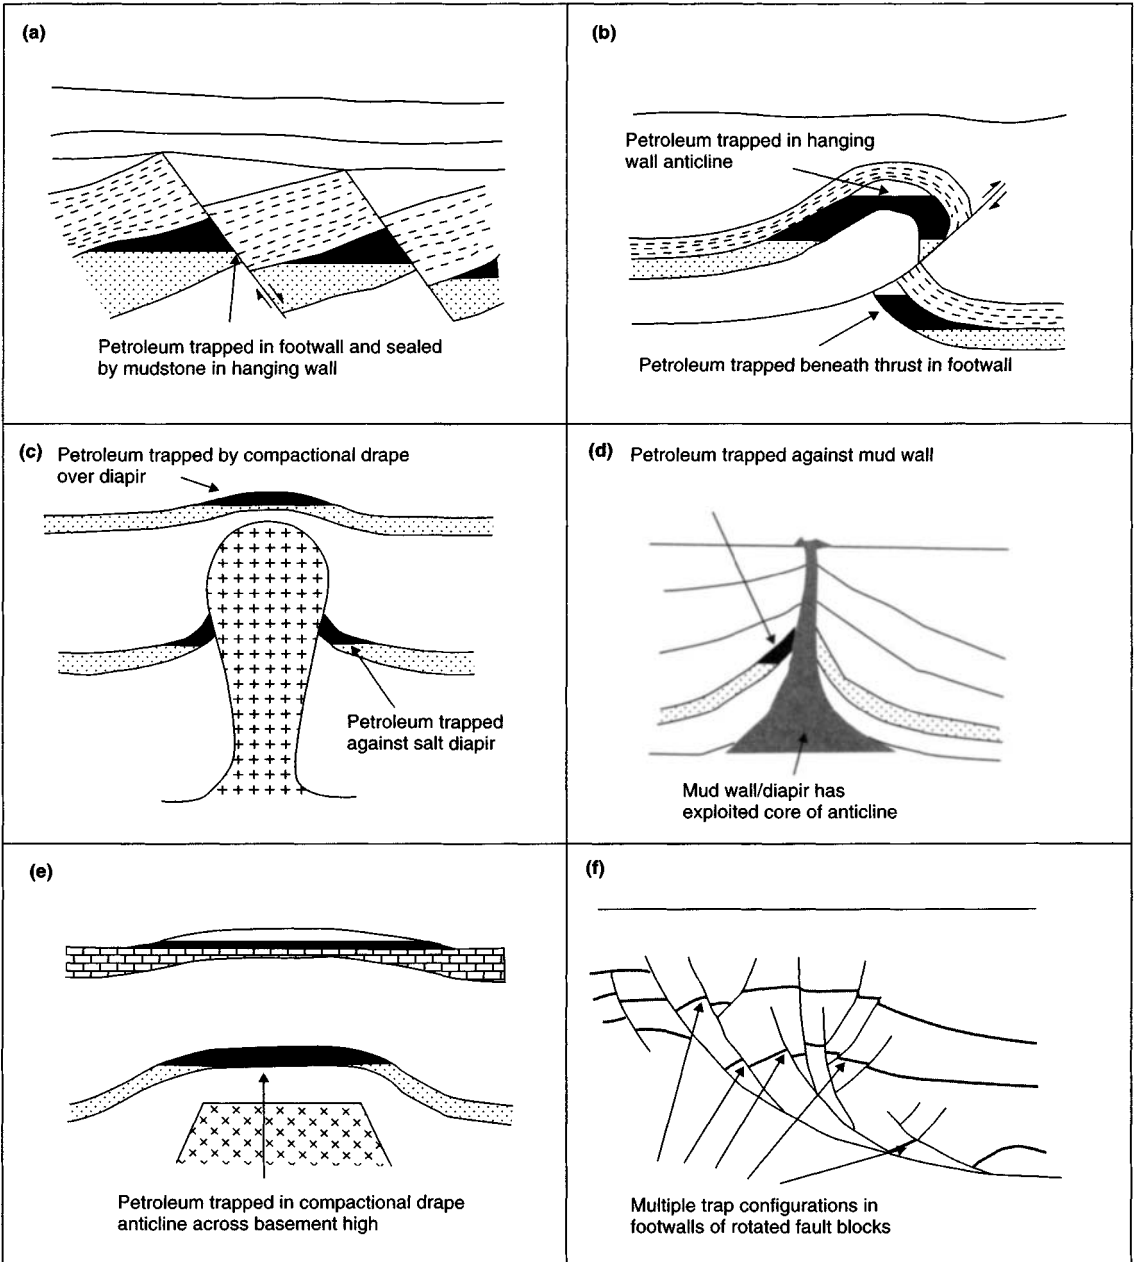 (a)
Petroleum trapped in footwall and sealed
by mudstone in hanging wall
(b)
Petroleum trapped in hanging
wall anticline
Petroleum trapped beneath thrust in footwall
(c)
Petroleum trapped by compactional drape
over diapir
Petroleum trapped
against salt diapir
(d)
Petroleum trapped against mud wall
Mud wall/diapir has
exploited core of anticline
(e)
Petroleum trapped in compactional drape
anticline across basement high
(f)
Multiple trap configurations in
footwalls of rotated fault blocks